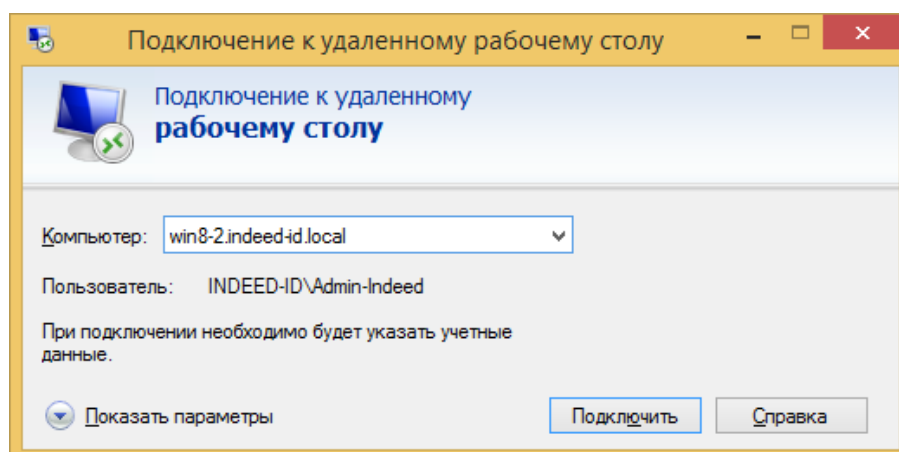 Подключение к удаленному рабочему столу
Подключение к удаленному
рабочему столу
Компьютер: win8-2.indeed-id.local
Пользователь: INDEED-ID\Admin-Indeed
При подключении необходимо будет указать учетные
данные.
Показать параметры Подключить Справка